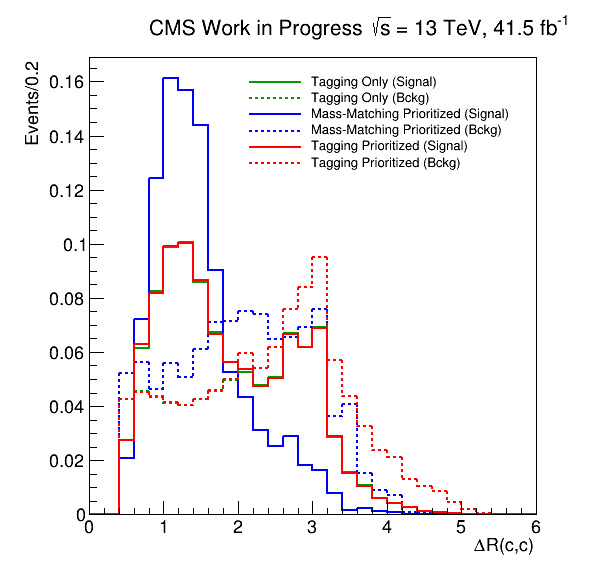 CMS Work in Progress √s = 13 TeV, 41.5 fb⁻¹
Events/0.2
0.16
0.14
0.12
0.1
0.08
0.06
0.04
0.02
0
Tagging Only (Signal)
Tagging Only (Bckg)
Mass-Matching Prioritized (Signal)
Mass-Matching Prioritized (Bckg)
Tagging Prioritized (Signal)
Tagging Prioritized (Bckg)
0 1 2 3 4 5 6
ΔR(c,c)